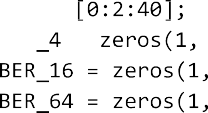 [0:2:40];
_4 zeros(1,
BER_16 = zeros(1,
BER_64 = zeros(1,